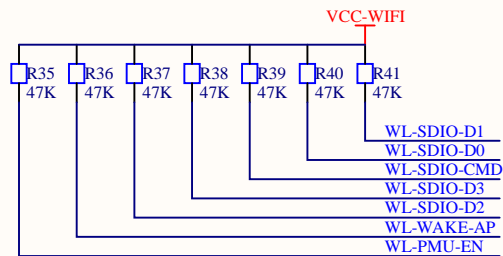 VCC-WIFI
R35 R36 R37 R38 R39 R40 R41
47K 47K 47K 47K 47K 47K 47K
WL-SDIO-D1
WL-SDIO-D0
WL-SDIO-CMD
WL-SDIO-D3
WL-SDIO-D2
WL-WAKE-AP
WL-PMU-EN